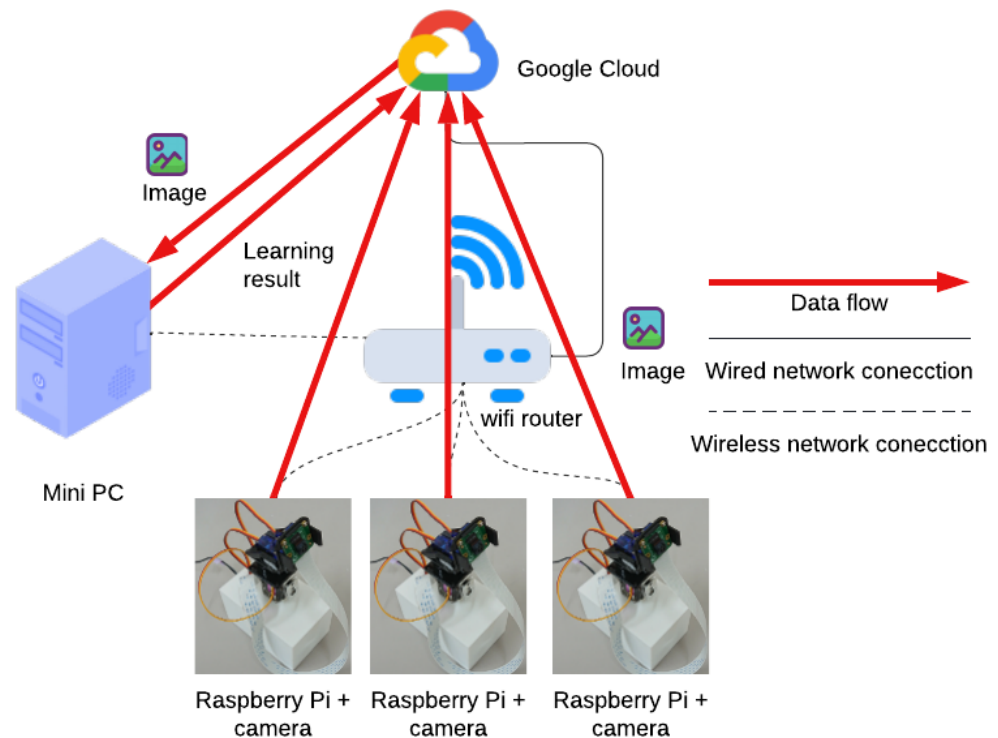 Google Cloud
Image
Learning
result
Image
Data flow
Wired network conecction
wifi router
Wireless network conecction
Mini PC
Raspberry Pi +
camera
Raspberry Pi +
camera
Raspberry Pi +
camera